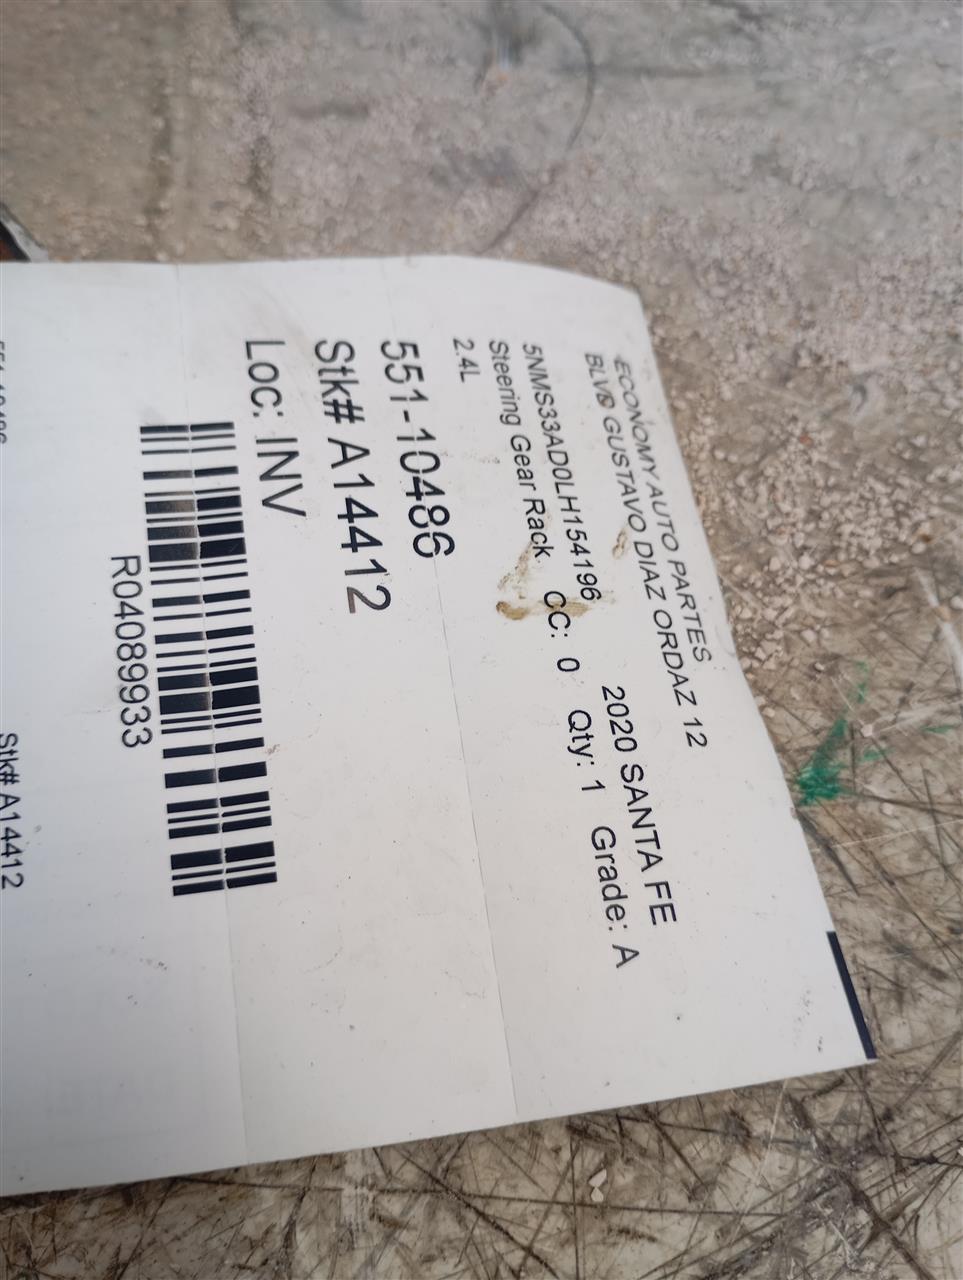 ECONOMY AUTO PARTES
BLVD GUSTAVO DIAZ ORDAZ 12
5NMS33AD0LH154196 2020 SANTA FE
Steering Gear Rack CC: 0 Qty: 1 Grade: A
2.4L
551-10486
Stk# A14412
Loc: INV
R04089933
Stk# A14412